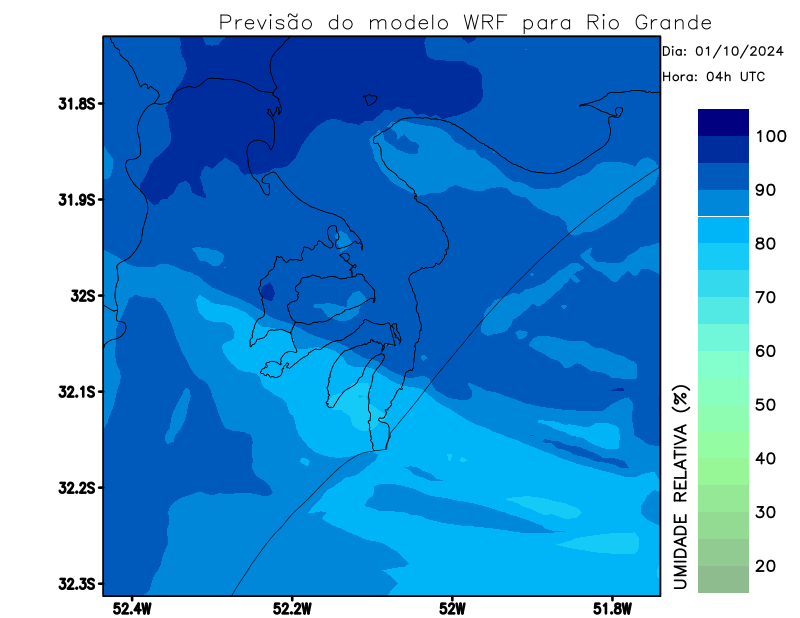 Previsão do modelo WRF para Rio Grande
Dia: 01/10/2024
Hora: 04h UTC
31.8S
31.9S
32S
32.1S
32.2S
32.3S
52.4W 52.2W 52W 51.8W
100
90
80
70
60
50
40
30
20
UMIDADE RELATIVA (%)